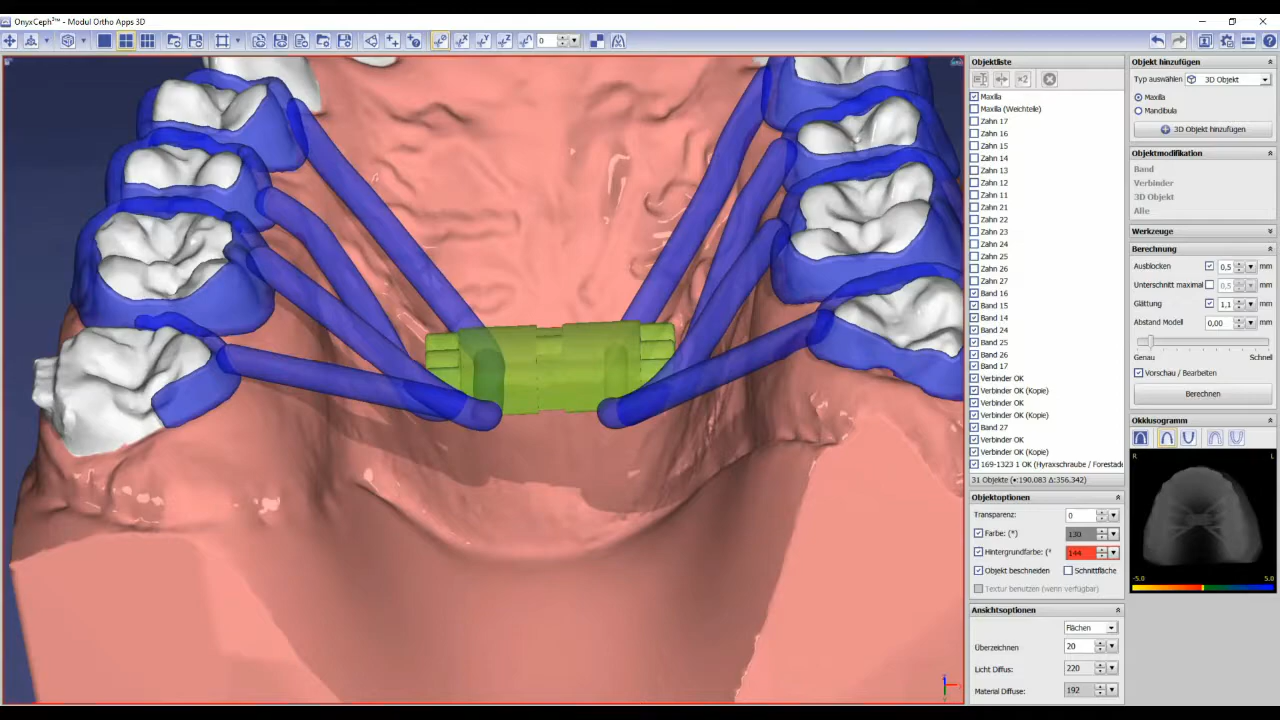 OnyxCeph³™ - Modul Ortho Apps 3D
0
x2
Objektliste
Maxilla
Maxilla (Weichteile)
Zahn 17
Zahn 16
Zahn 15
Zahn 14
Zahn 13
Zahn 12
Zahn 11
Zahn 21
Zahn 22
Zahn 23
Zahn 24
Zahn 25
Zahn 26
Zahn 27
Band 16
Band 15
Band 14
Band 24
Band 25
Band 26
Band 17
Verbinder OK
Verbinder OK (Kopie)
Verbinder OK
Verbinder OK (Kopie)
Band 27
Verbinder OK
Verbinder OK (Kopie)
169-1323 1 OK (Hyraxschraube / Forestade
31 Objekte (•:190.083 Δ:356.342)
Objektoptionen
Transparenz: 0
Farbe: (*) 130
Hintergrundfarbe: (* 144
Objekt beschneiden Schnittfläche
Textur benutzen (wenn verfügbar)
Ansichtsoptionen
Flächen
Überzeichnen 20
Licht Diffus: 220
Material Diffuse: 192
Objekt hinzufügen
Typ auswählen 3D Objekt
Maxilla
Mandibula
3D Objekt hinzufügen
Objektmodifikation
Band
Verbinder
3D Objekt
Alle
Werkzeuge
Berechnung
Ausblocken 0,5 mm
Unterschnitt maximal 0,5 mm
Glättung 1,1 mm
Abstand Modell 0,00 mm
Genau Schnell
Vorschau / Bearbeiten
Berechnen
Okklusogramm
R L
-5.0 5.0